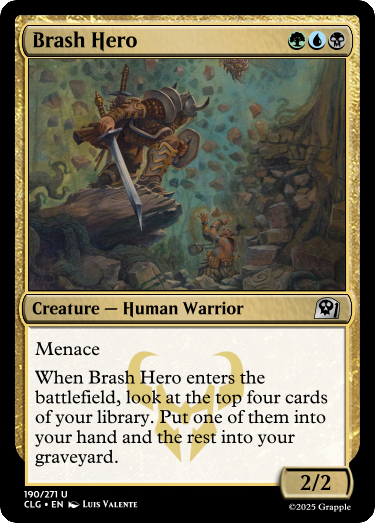 Brash Hero
Creature — Human Warrior
Menace
When Brash Hero enters the
battlefield, look at the top four cards
of your library. Put one of them into
your hand and the rest into your
graveyard.
2/2
190/271 U
CLG • EN Luis Valente
©2025 Grapple